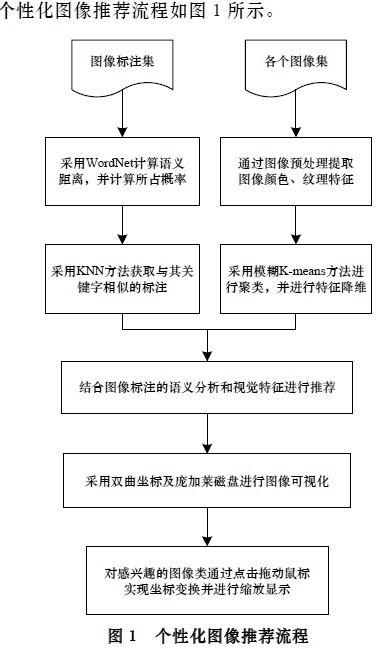 个性化图像推荐流程如图 1 所示。
图像标注集
各个图像集
采用WordNet计算语义
距离，并计算所占概率
通过图像预处理提取
图像颜色、纹理特征
采用KNN方法获取与其关
键字相似的标注
采用模糊K-means方法进
行聚类，并进行特征降维
结合图像标注的语义分析和视觉特征进行推荐
采用双曲坐标及庞加莱磁盘进行图像可视化
对感兴趣的图像类通过点击拖动鼠标
实现坐标变换并进行缩放显示
图 1 个性化图像推荐流程